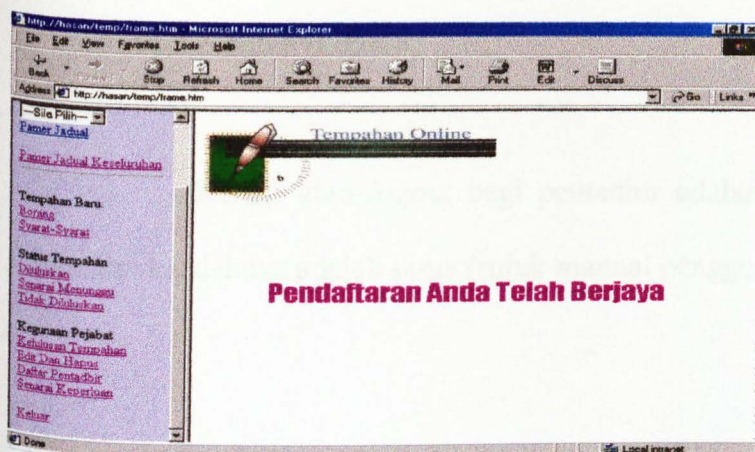 http://hasan/temp/frame.htm - Microsoft Internet Explorer
File Edit View Favorites Tools Help
Back Stop Refresh Home Search Favorites History Mail Print Edit Discuss
Address http://hasan/temp/frame.htm Go Links »
---Sila Pilih---
Pamer Jadual
Pamer Jadual Keseluruhan
Tempahan Baru
Borang
Syarat-Syarat
Status Tempahan
Diluluskan
Senarai Menunggu
Tidak Diluluskan
Kegunaan Pejabat
Kelulusan Tempahan
Edit Dan Hapus
Daftar Pentadbir
Senarai Keperluan
Keluar
Tempahan Online
Pendaftaran Anda Telah Berjaya
Done
Local intranet